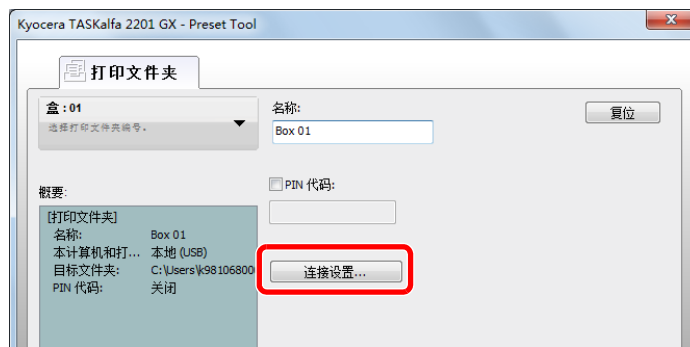 Kyocera TASKalfa 2201 GX - Preset Tool
打印文件夹
盒 : 01
选择打印文件夹编号。
名称:
Box 01
复位
PIN 代码:
概要:
[打印文件夹]
名称: Box 01
本计算机和打... 本地 (USB)
目标文件夹: C:\Users\k98106800
PIN 代码: 关闭
连接设置...